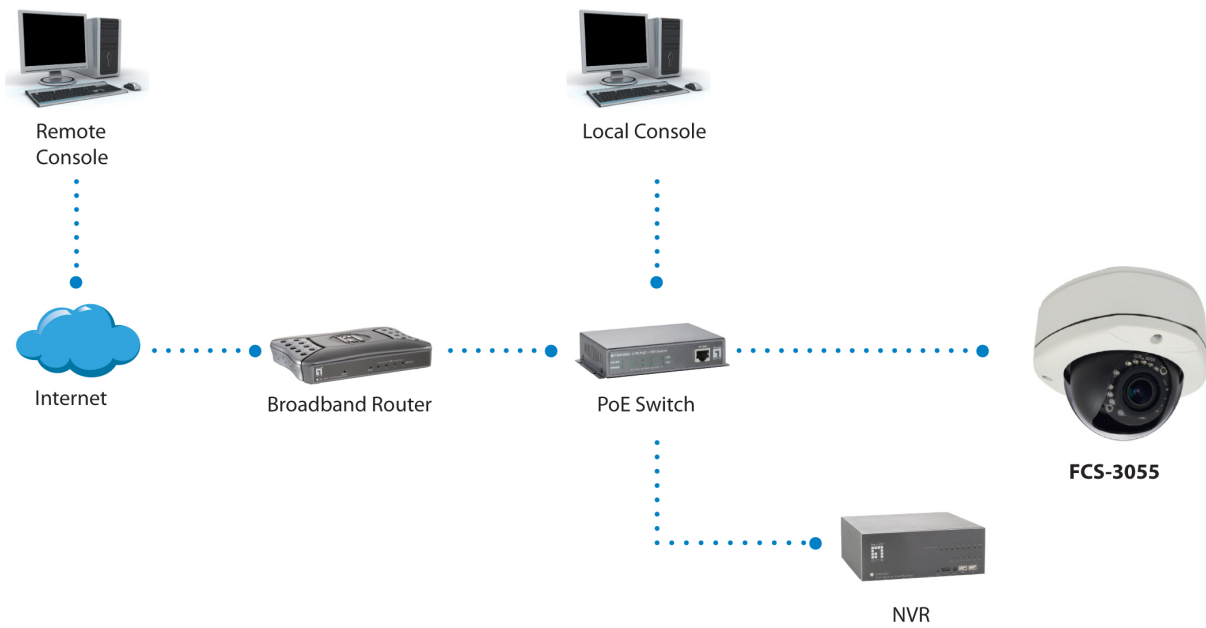 Remote
Console
Local Console
Internet
Broadband Router
PoE Switch
FCS-3055
NVR